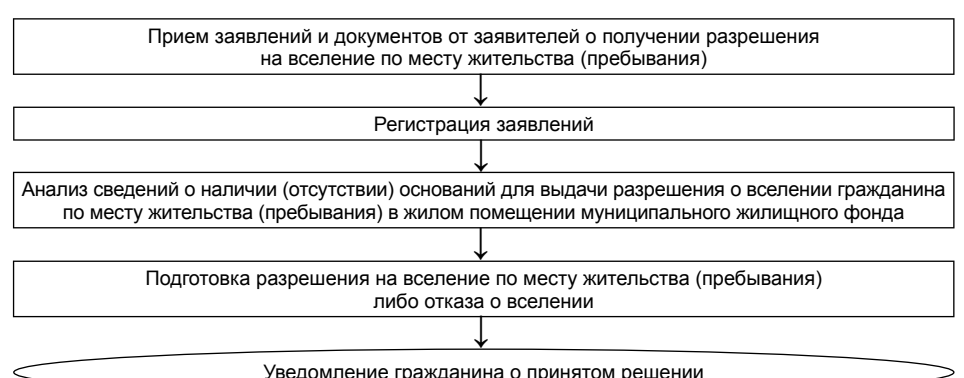 Прием заявлений и документов от заявителей о получении разрешения
на вселение по месту жительства (пребывания)
Регистрация заявлений
Анализ сведений о наличии (отсутствии) оснований для выдачи разрешения о вселении гражданина
по месту жительства (пребывания) в жилом помещении муниципального жилищного фонда
Подготовка разрешения на вселение по месту жительства (пребывания)
либо отказа о вселении
Уведомление гражданина о принятом решении